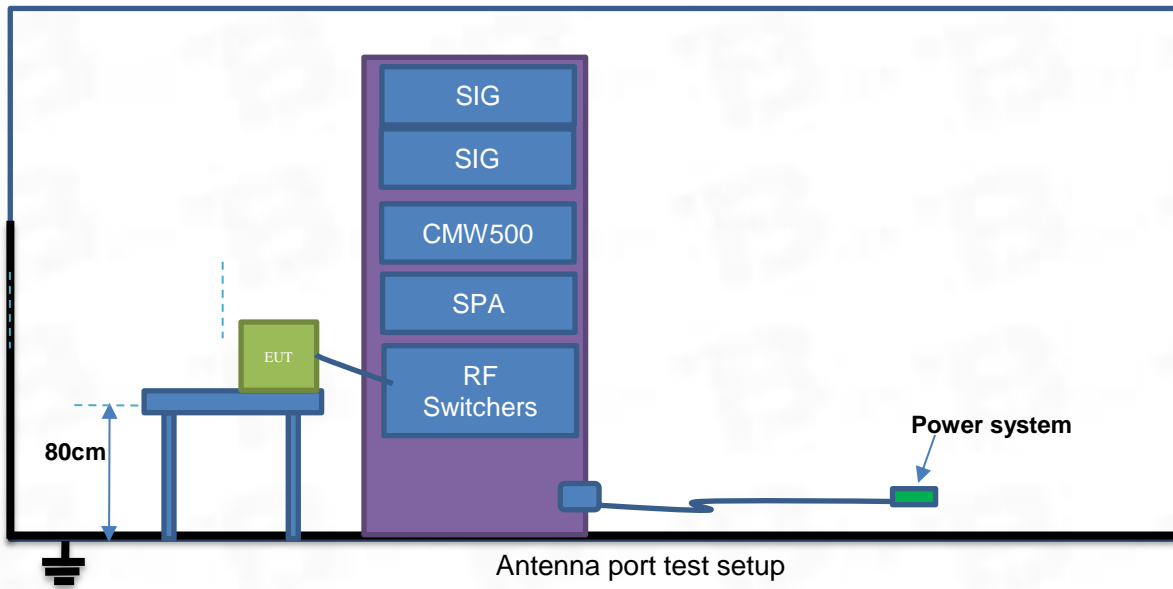 SIG
SIG
CMW500
SPA
EUT
RF
Switchers
80cm
Power system
Antenna port test setup